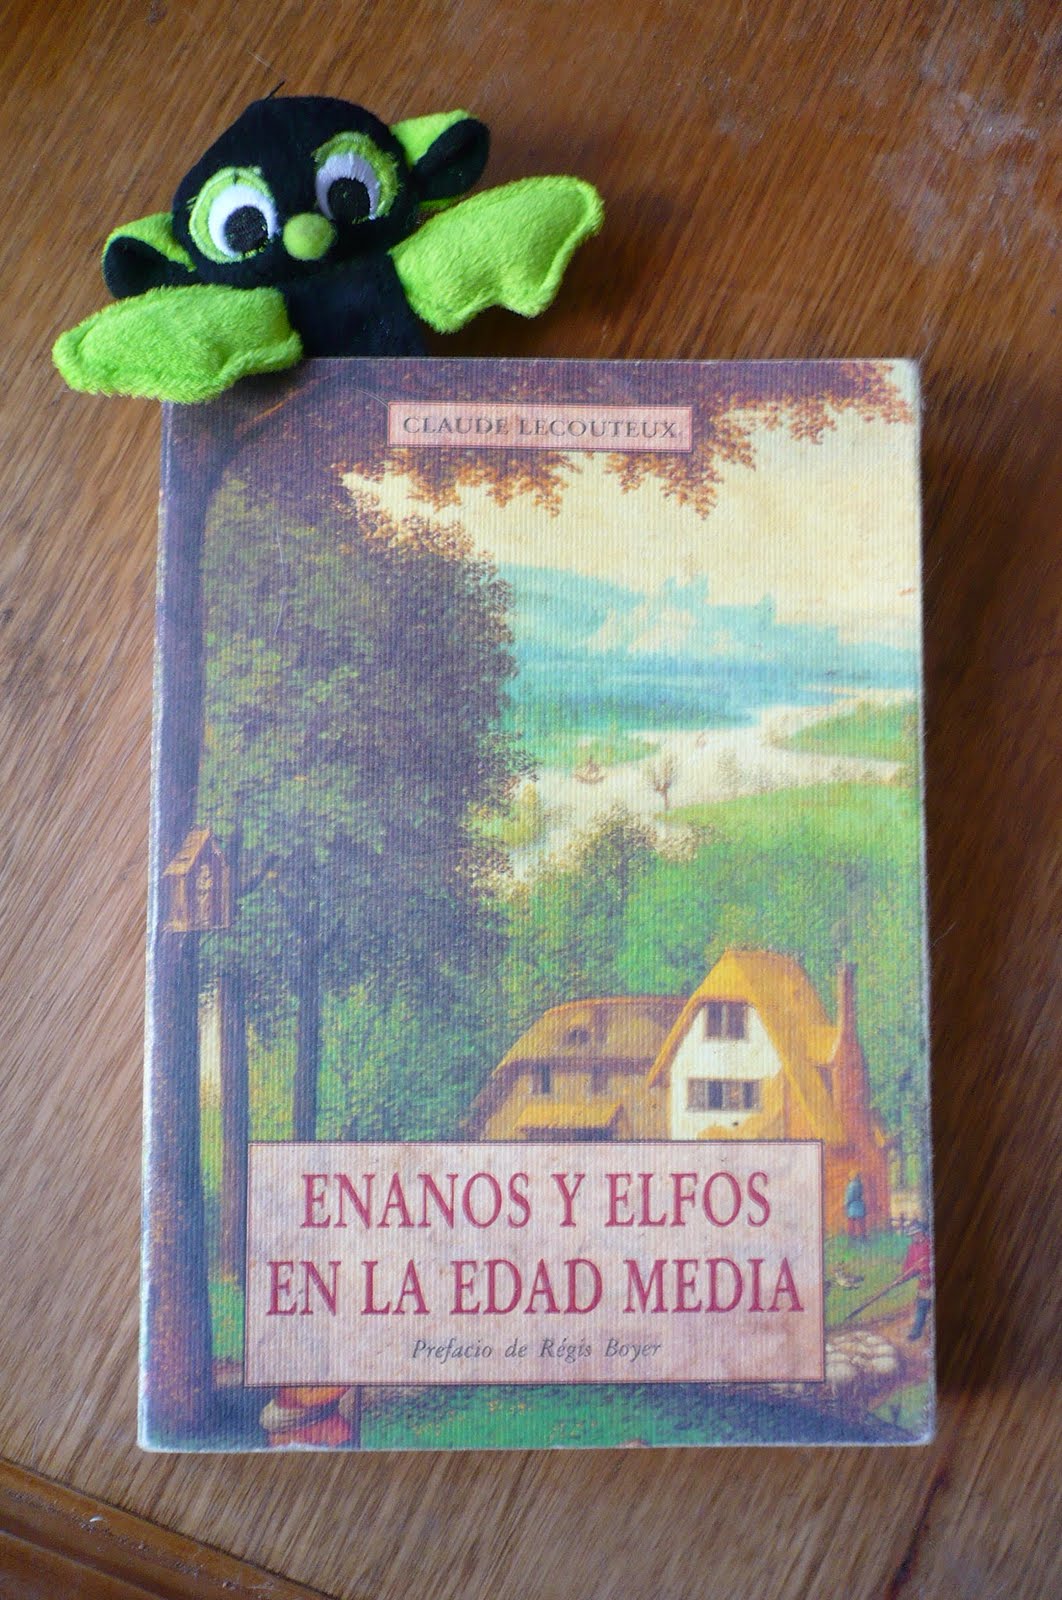 CLAUDE LECOUTEUX
ENANOS Y ELFOS
EN LA EDAD MEDIA
Prefacio de Régis Boyer